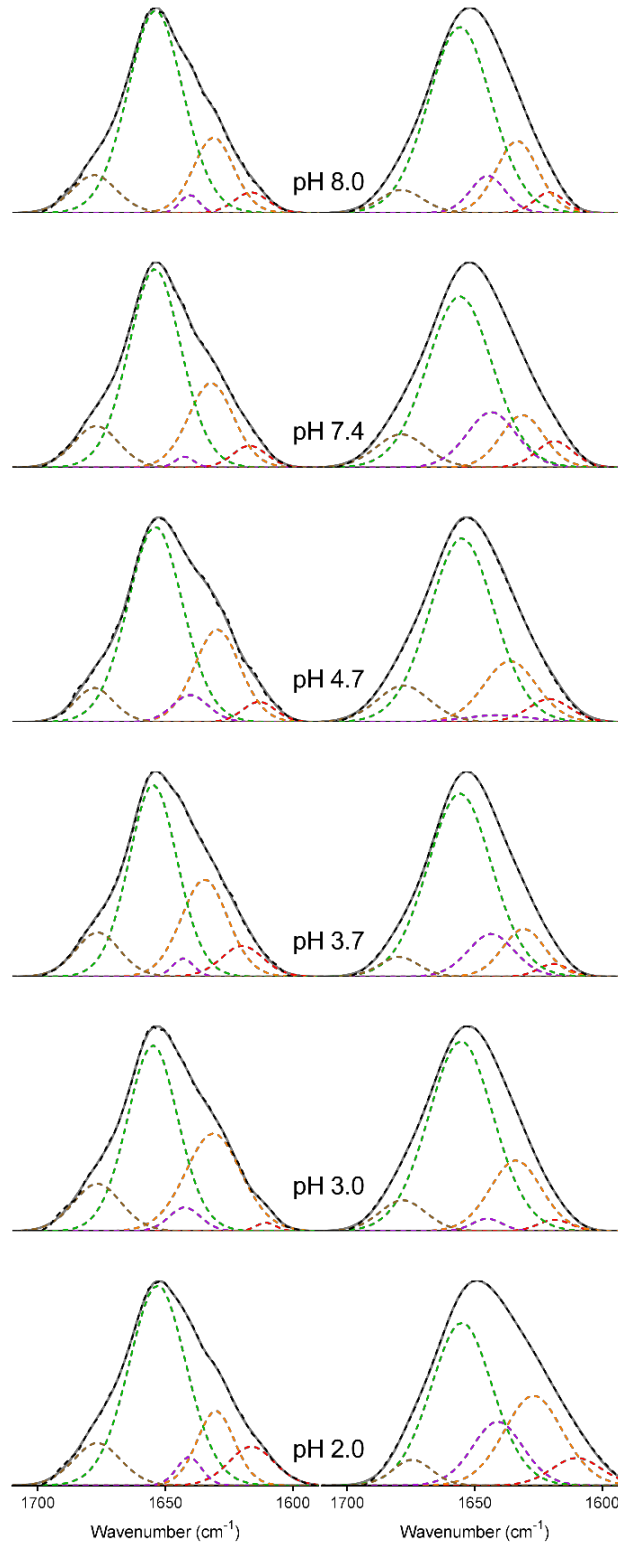 pH 8.0
pH 7.4
pH 4.7
pH 3.7
pH 3.0
pH 2.0
1700 1650 1600 1700 1650 1600
Wavenumber (cm⁻¹) Wavenumber (cm⁻¹)